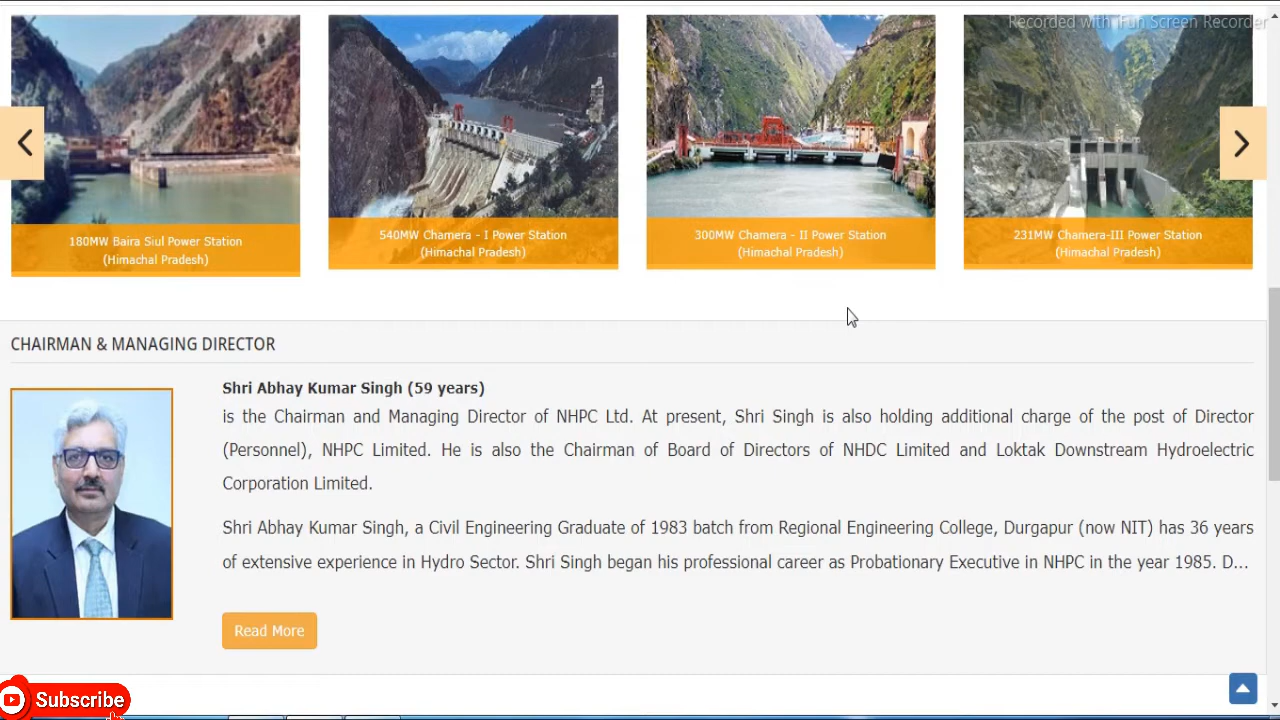 Recorded with iFun Screen Recorder
180MW Baira Siul Power Station
(Himachal Pradesh)
540MW Chamera - I Power Station
(Himachal Pradesh)
300MW Chamera - II Power Station
(Himachal Pradesh)
231MW Chamera-III Power Station
(Himachal Pradesh)
CHAIRMAN & MANAGING DIRECTOR
Shri Abhay Kumar Singh (59 years)
is the Chairman and Managing Director of NHPC Ltd. At present, Shri Singh is also holding additional charge of the post of Director
(Personnel), NHPC Limited. He is also the Chairman of Board of Directors of NHDC Limited and Loktak Downstream Hydroelectric
Corporation Limited.
Shri Abhay Kumar Singh, a Civil Engineering Graduate of 1983 batch from Regional Engineering College, Durgapur (now NIT) has 36 years
of extensive experience in Hydro Sector. Shri Singh began his professional career as Probationary Executive in NHPC in the year 1985. D...
Read More
Subscribe